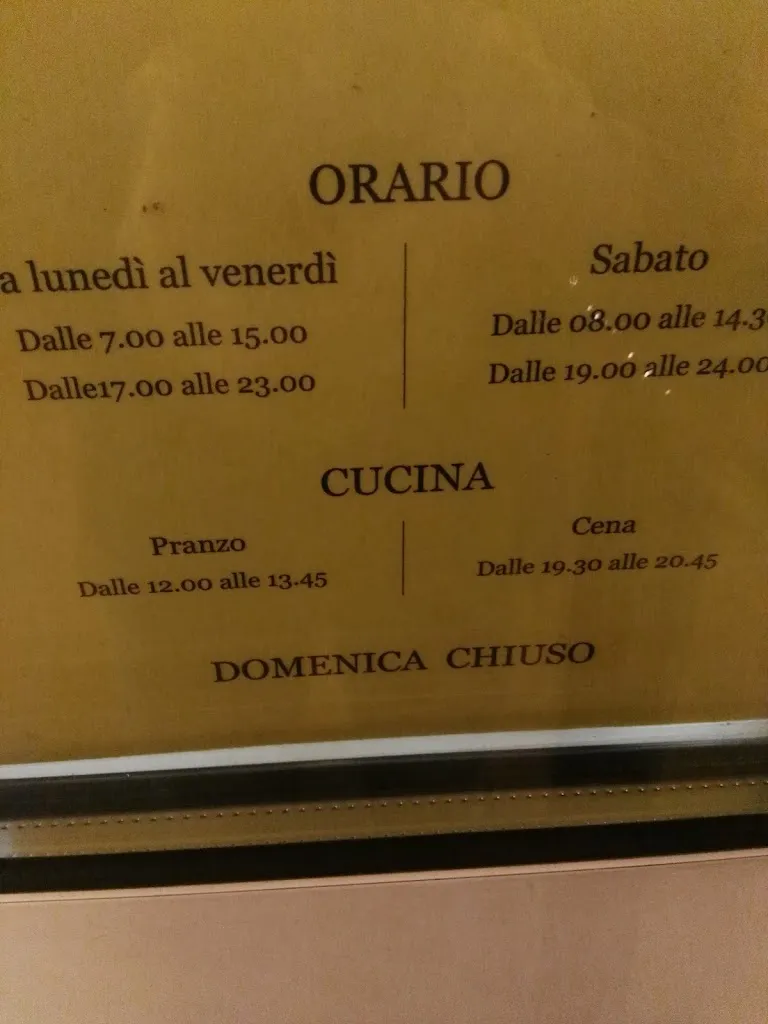 ORARIO
a lunedì al venerdì
Dalle 7.00 alle 15.00
Dalle17.00 alle 23.00
Sabato
Dalle 08.00 alle 14.3
Dalle 19.00 alle 24.00
CUCINA
Pranzo
Dalle 12.00 alle 13.45
Cena
Dalle 19.30 alle 20.45
DOMENICA CHIUSO